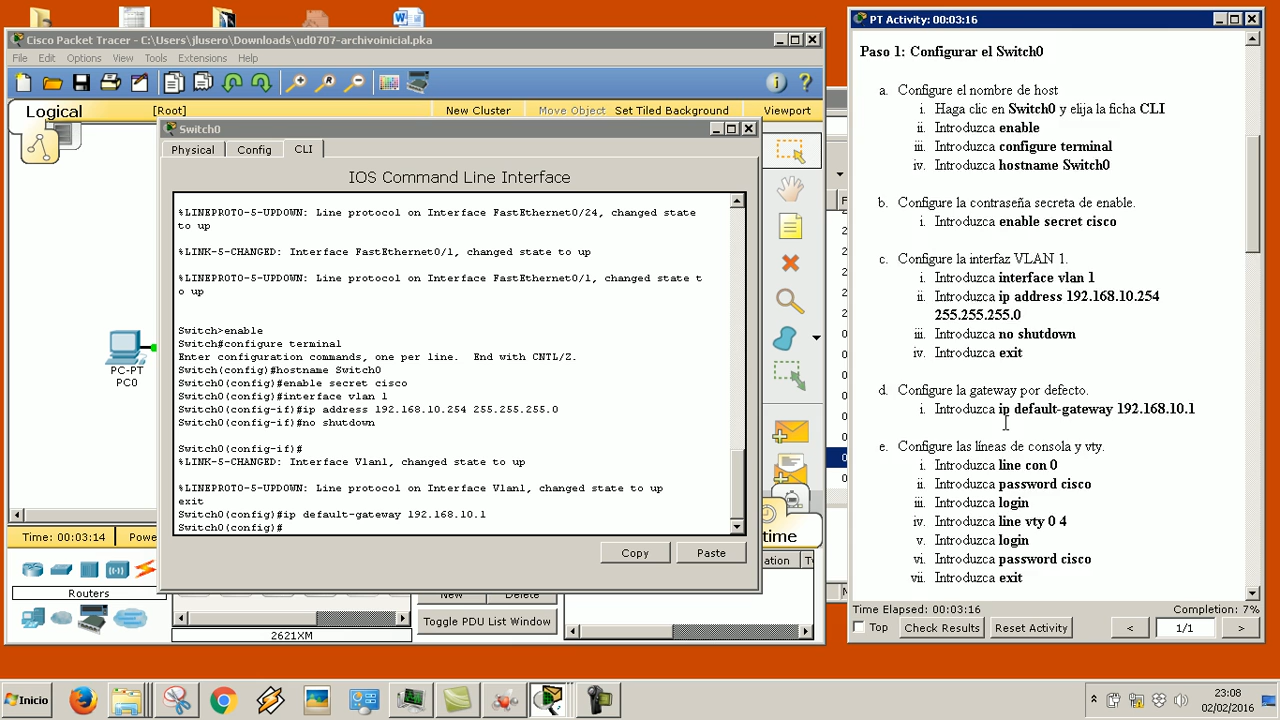 Cisco Packet Tracer - C:\Users\jlusero\Downloads\ud0707-archivoinicial.pka
File Edit Options View Tools Extensions Help
Logical
[Root]
New Cluster
Move Object
Set Tiled Background
Viewport
PC-PT
PC0
Switch0
Physical Config CLI
IOS Command Line Interface
%LINEPROTO-5-UPDOWN: Line protocol on Interface FastEthernet0/24, changed state
to up
%LINK-5-CHANGED: Interface FastEthernet0/1, changed state to up
%LINEPROTO-5-UPDOWN: Line protocol on Interface FastEthernet0/1, changed state t
o up
Switch>enable
Switch#configure terminal
Enter configuration commands, one per line.  End with CNTL/Z.
Switch(config)#hostname Switch0
Switch0(config)#enable secret cisco
Switch0(config)#interface vlan 1
Switch0(config-if)#ip address 192.168.10.254 255.255.255.0
Switch0(config-if)#no shutdown
Switch0(config-if)#
%LINK-5-CHANGED: Interface Vlan1, changed state to up
%LINEPROTO-5-UPDOWN: Line protocol on Interface Vlan1, changed state to up
exit
Switch0(config)#ip default-gateway 192.168.10.1
Switch0(config)#
Copy Paste
Time: 00:03:14
Powe
time
ation
Routers
New Delete
Toggle PDU List Window
2621XM
PT Activity: 00:03:16
Paso 1: Configurar el Switch0
a. Configure el nombre de host
i. Haga clic en Switch0 y elija la ficha CLI
ii. Introduzca enable
iii. Introduzca configure terminal
iv. Introduzca hostname Switch0
b. Configure la contraseña secreta de enable.
i. Introduzca enable secret cisco
c. Configure la interfaz VLAN 1.
i. Introduzca interface vlan 1
ii. Introduzca ip address 192.168.10.254
255.255.255.0
iii. Introduzca no shutdown
iv. Introduzca exit
d. Configure la gateway por defecto.
i. Introduzca ip default-gateway 192.168.10.1
e. Configure las líneas de consola y vty.
i. Introduzca line con 0
ii. Introduzca password cisco
iii. Introduzca login
iv. Introduzca line vty 0 4
v. Introduzca login
vi. Introduzca password cisco
vii. Introduzca exit
Time Elapsed: 00:03:16
Completion: 7%
Top
Check Results
Reset Activity
<
1/1
>
Inicio
23:08
02/02/2016